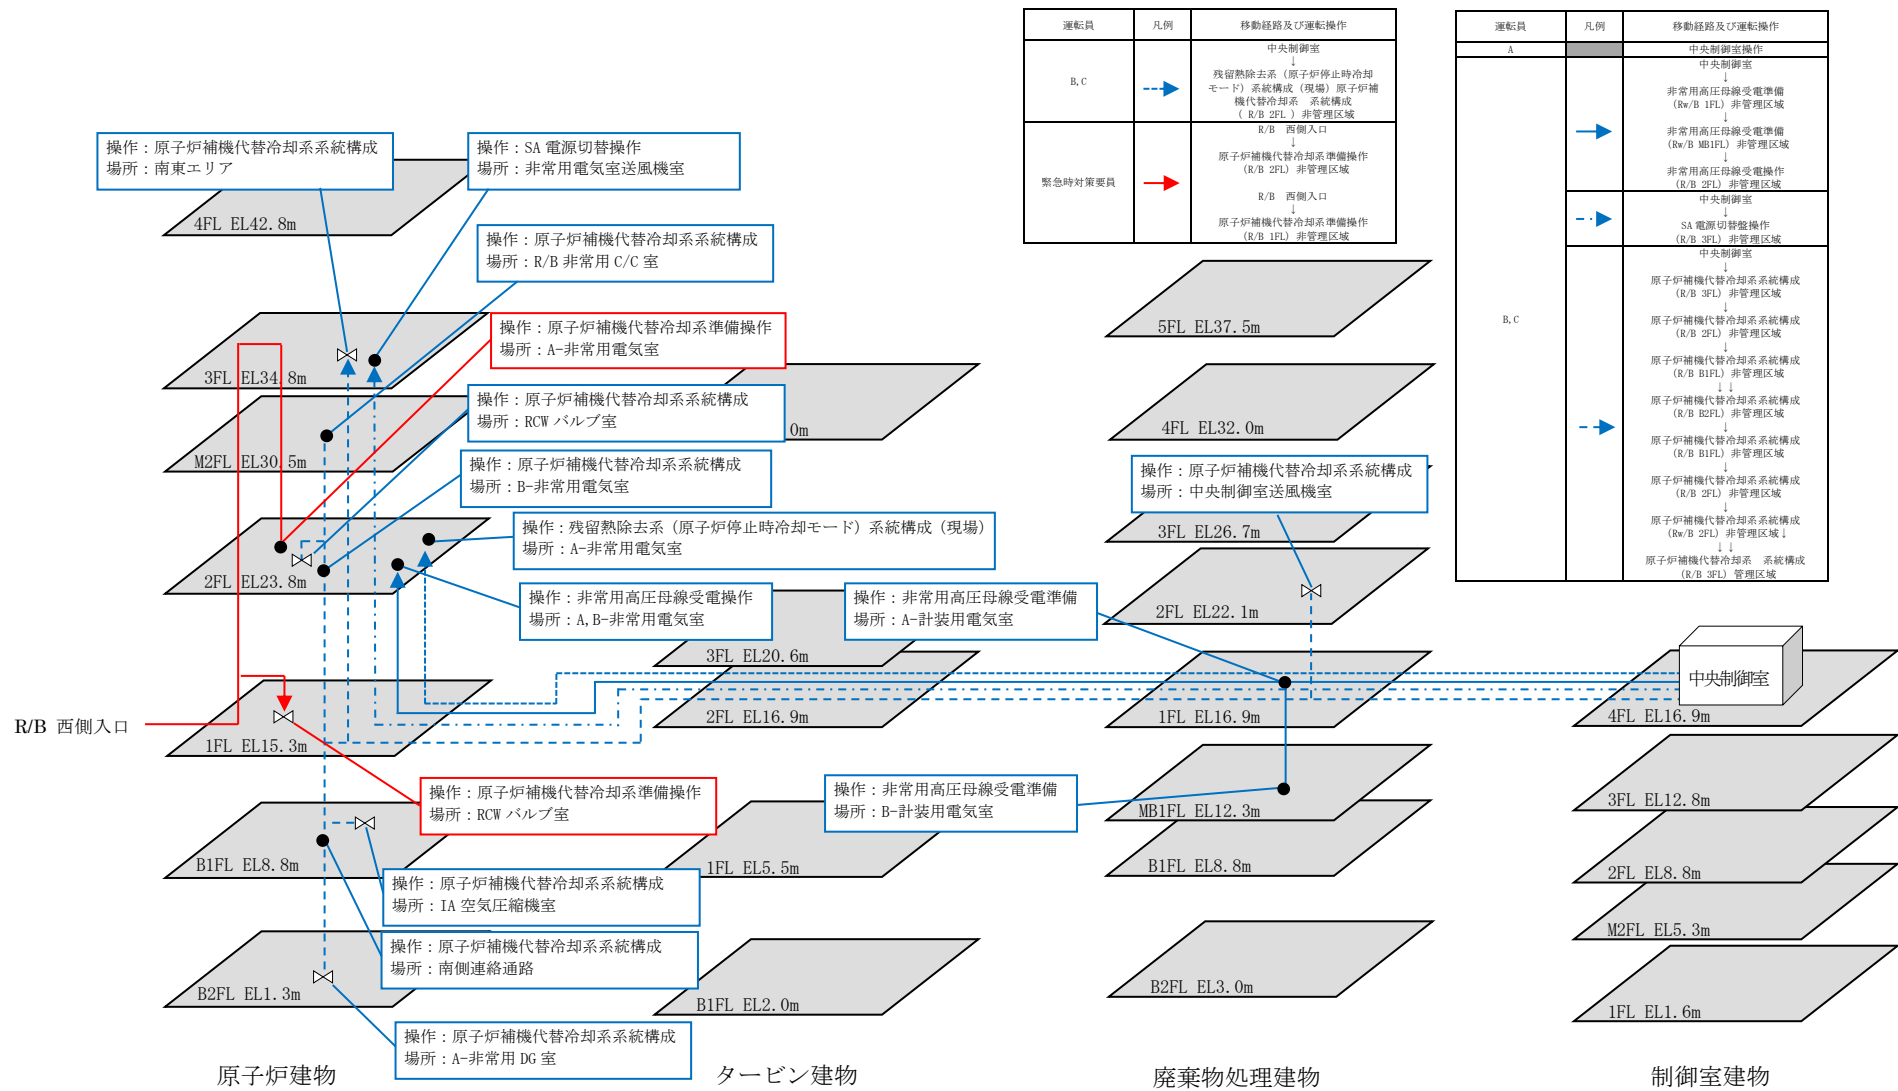 運転員 凡例 移動経路及び運転操作
B,C
中央制御室
↓
残留熱除去系（原子炉停止時冷却
モード）系統構成（現場）原子炉補
機代替冷却系 系統構成
（ R/B 2FL ）非管理区域
緊急時対策要員
R/B 西側入口
↓
原子炉補機代替冷却系準備操作
(R/B 2FL) 非管理区域
R/B 西側入口
↓
原子炉補機代替冷却系準備操作
(R/B 1FL) 非管理区域
運転員 凡例 移動経路及び運転操作
A 中央制御室操作
B,C
中央制御室
↓
非常用高圧母線受電準備
(Rw/B 1FL) 非管理区域
↓
非常用高圧母線受電準備
(Rw/B MB1FL) 非管理区域
↓
非常用高圧母線受電操作
(R/B 2FL) 非管理区域
中央制御室
↓
SA 電源切替盤操作
(R/B 3FL) 非管理区域
中央制御室
↓
原子炉補機代替冷却系系統構成
(R/B 3FL) 非管理区域
↓
原子炉補機代替冷却系系統構成
(R/B 2FL) 非管理区域
↓
原子炉補機代替冷却系系統構成
(R/B B1FL) 非管理区域
↓↓
原子炉補機代替冷却系系統構成
(R/B B2FL) 非管理区域
↓
原子炉補機代替冷却系系統構成
(R/B B1FL) 非管理区域
↓
原子炉補機代替冷却系系統構成
(R/B 2FL) 非管理区域
↓
原子炉補機代替冷却系系統構成
(Rw/B 2FL) 非管理区域↓
↓↓
原子炉補機代替冷却系 系統構成
(R/B 3FL) 管理区域
操作：原子炉補機代替冷却系系統構成
場所：南東エリア
操作：SA 電源切替操作
場所：非常用電気室送風機室
4FL EL42.8m
操作：原子炉補機代替冷却系系統構成
場所：R/B 非常用 C/C 室
操作：原子炉補機代替冷却系準備操作
場所：A-非常用電気室
3FL EL34.8m
操作：原子炉補機代替冷却系系統構成
場所：RCW バルブ室
M2FL EL30.5m
操作：原子炉補機代替冷却系系統構成
場所：B-非常用電気室
操作：残留熱除去系（原子炉停止時冷却モード）系統構成（現場）
場所：A-非常用電気室
2FL EL23.8m
操作：非常用高圧母線受電操作
場所：A,B-非常用電気室
R/B 西側入口
1FL EL15.3m
操作：原子炉補機代替冷却系準備操作
場所：RCW バルブ室
B1FL EL8.8m
操作：原子炉補機代替冷却系系統構成
場所：IA 空気圧縮機室
操作：原子炉補機代替冷却系系統構成
場所：南側連絡通路
B2FL EL1.3m
操作：原子炉補機代替冷却系系統構成
場所：A-非常用 DG 室
原子炉建物
0m
3FL EL20.6m
2FL EL16.9m
1FL EL5.5m
B1FL EL2.0m
タービン建物
5FL EL37.5m
4FL EL32.0m
操作：原子炉補機代替冷却系系統構成
場所：中央制御室送風機室
3FL EL26.7m
2FL EL22.1m
操作：非常用高圧母線受電準備
場所：A-計装用電気室
1FL EL16.9m
操作：非常用高圧母線受電準備
場所：B-計装用電気室
MB1FL EL12.3m
B1FL EL8.8m
B2FL EL3.0m
廃棄物処理建物
中央制御室
4FL EL16.9m
3FL EL12.8m
2FL EL8.8m
M2FL EL5.3m
1FL EL1.6m
制御室建物